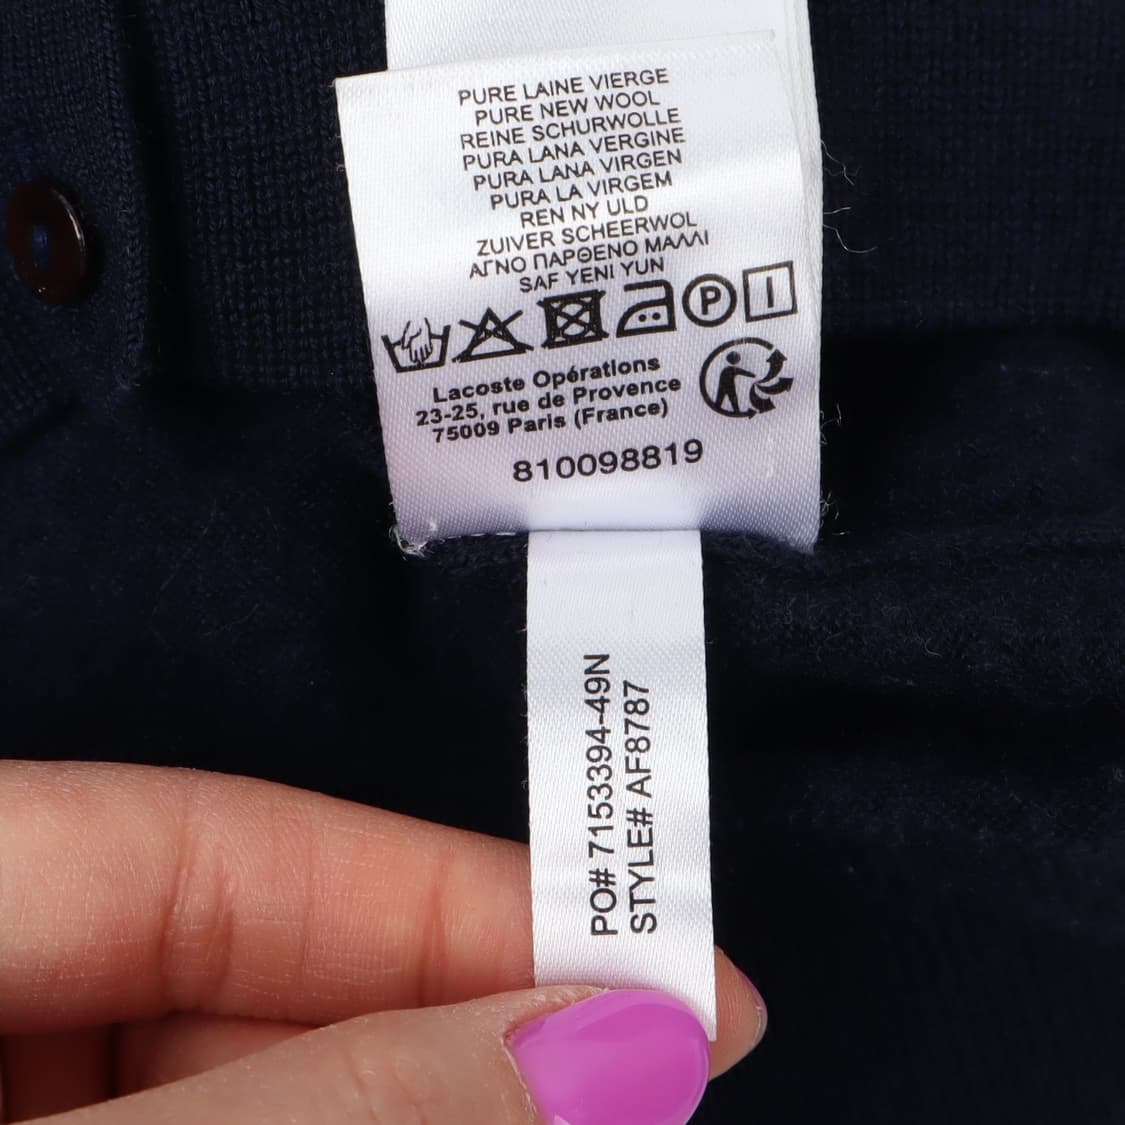 PURE LAINE VIERGE
PURE NEW WOOL
REINE SCHURWOLLE
PURA LANA VERGINE
PURA LANA VIRGEN
PURA LA VIRGEM
REN NY ULD
ZUIVER SCHEERWOL
ΑΓΝΟ ΠΑΡΘΕΝΟ ΜΑΛΛΙ
SAF YENI YUN
P
Lacoste Opérations
23-25, rue de Provence
75009 Paris (France)
810098819
PO# 7153394-49N
STYLE# AF8787